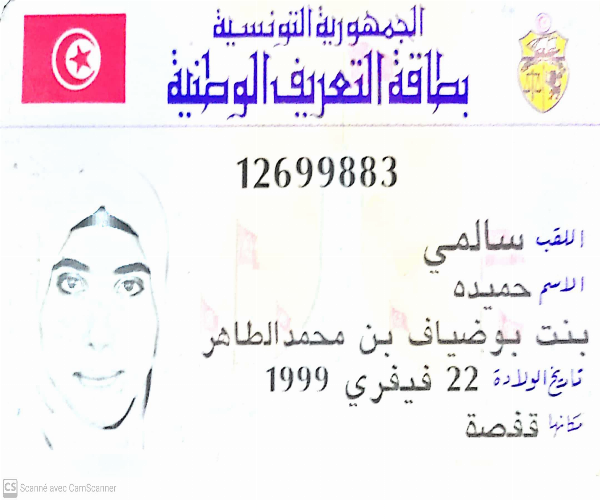 الجمهورية التونسية
بطاقة التعريف الوطنية
12699883
اللقب سالمي
الاسم حميده
بنت بوضياف بن محمدالطاهر
تاريخ الولادة 22 فيفري 1999
مكانها قفصة
CS Scanné avec CamScanner